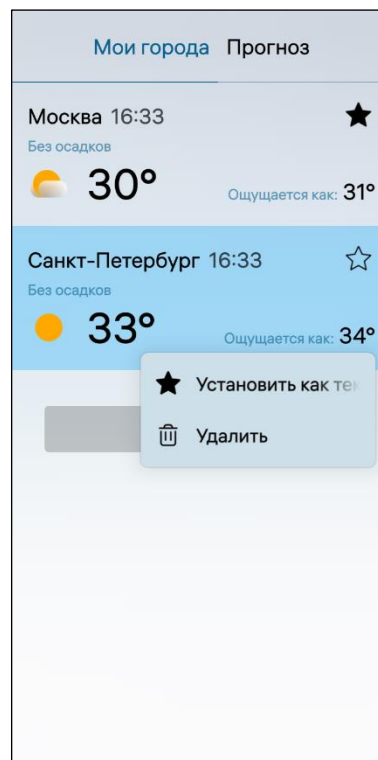 Мои города Прогноз
Москва 16:33
Без осадков
30°
Ощущается как: 31°
Санкт-Петербург 16:33
Без осадков
33°
Ощущается как: 34°
Установить как
Удалить